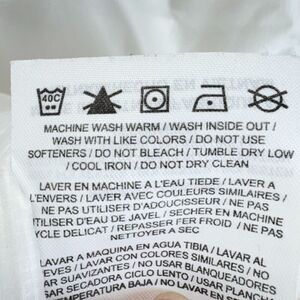 40C
MACHINE WASH WARM / WASH INSIDE OUT /
WASH WITH LIKE COLORS / DO NOT USE
SOFTENERS / DO NOT BLEACH / TUMBLE DRY LOW
/ COOL IRON / DO NOT DRY CLEAN
LAVER EN MACHINE A L'EAU TIEDE / LAVER A
L'ENVERS / LAVER AVEC COULEURS SIMILAIRES /
NE PAS UTILISER D'ADOUCISSEUR / NE PAS
UTILISER D'EAU DE JAVEL / SECHER EN MACHINE
CYCLE DELICAT / REPASSER FER FROID / NE PAS
NETTOYER A SEC
LAVAR A MAQUINA EN AGUA TIBIA / LAVAR AL
REVES / LAVAR CON COLORES SIMILARES / NO
USAR SUAVIZANTES / NO USAR BLANQUEADORES
USAR SECADORA CICLO LENTO / USAR PLANCHA
TEMPERATURA BAJA / NO LAVAR EN